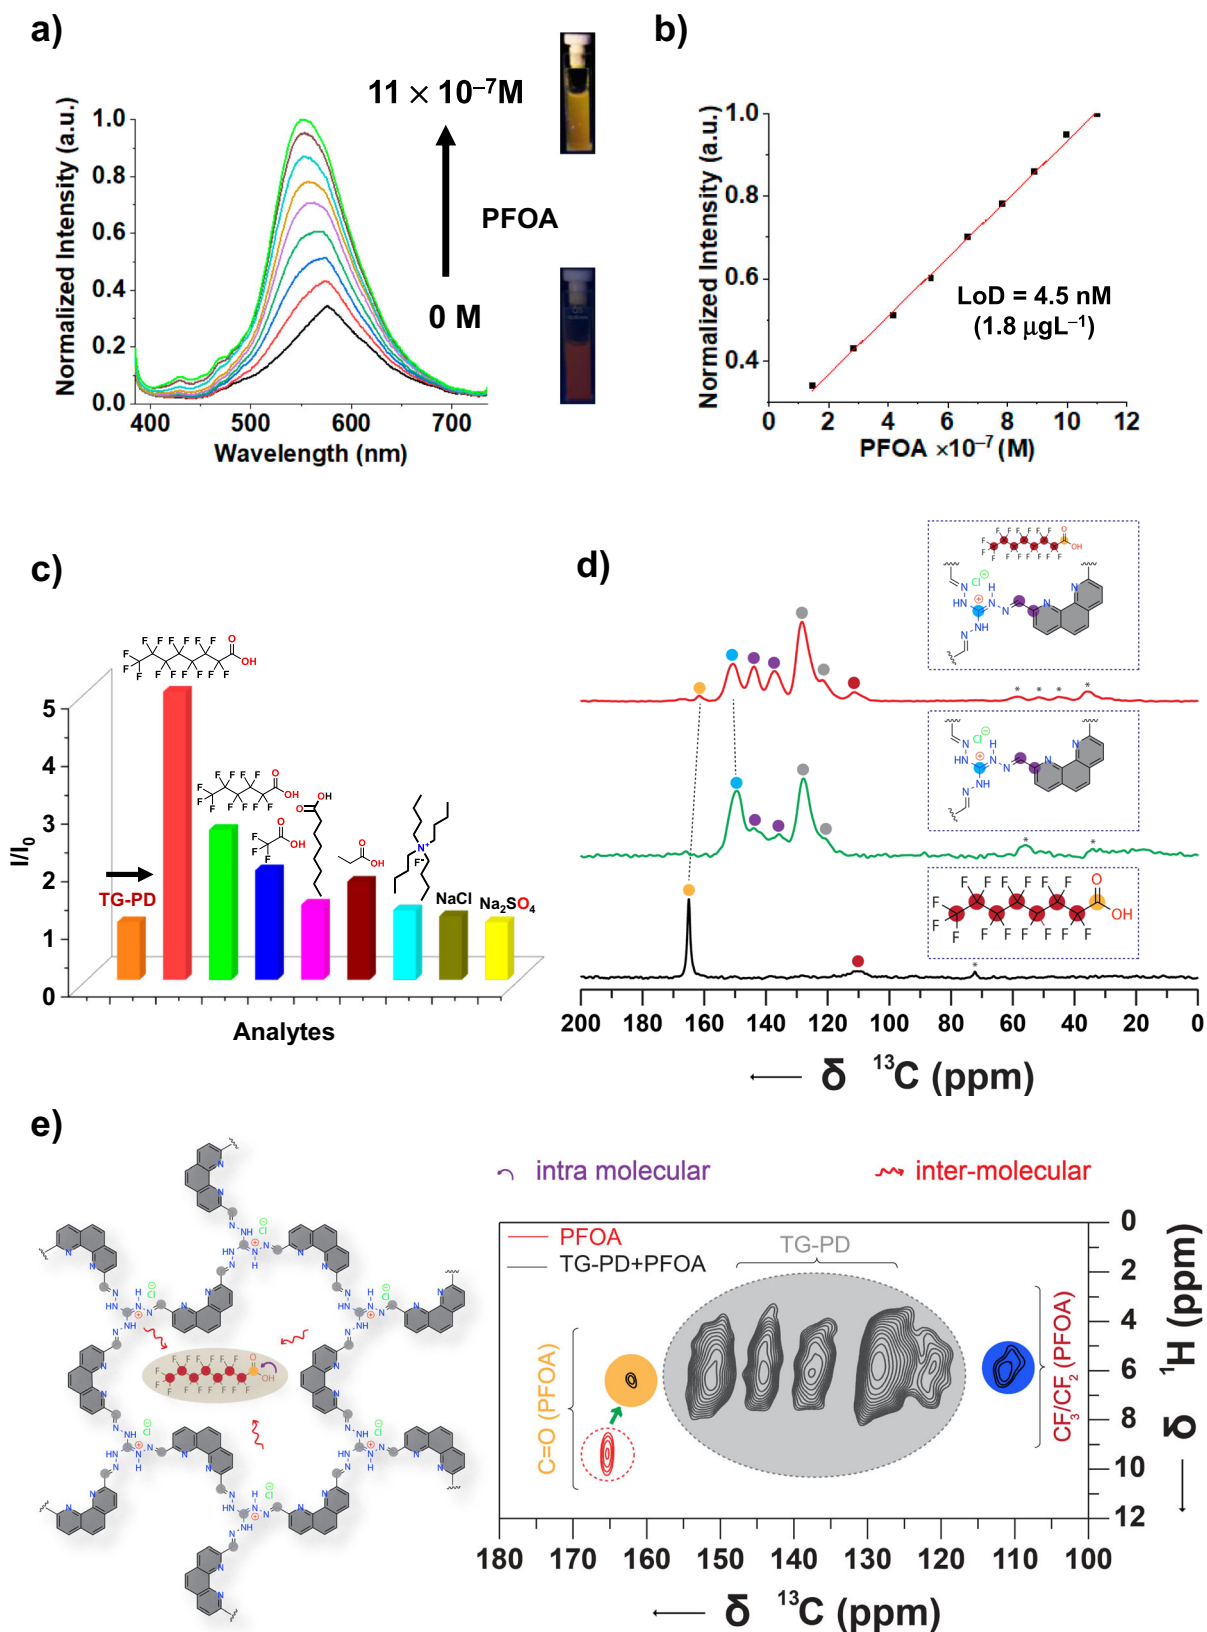 a)
11 × 10⁻⁷M
PFOA
0 M
Normalized Intensity (a.u.)
1.0
0.8
0.6
0.4
0.2
0.0
400 500 600 700
Wavelength (nm)
b)
Normalized Intensity (a.u.)
1.0
0.8
0.6
0.4
LoD = 4.5 nM
(1.8 µgL⁻¹)
0 2 4 6 8 10 12
PFOA ×10⁻⁷ (M)
c)
I/I₀
5
4
3
2
1
0
TG-PD
NaCl
Na₂SO₄
Analytes
d)
200 180 160 140 120 100 80 60 40 20 0
δ ¹³C (ppm)
e)
intra molecular
inter-molecular
PFOA
TG-PD+PFOA
TG-PD
C=O (PFOA)
CF₃/CF₂ (PFOA)
0
2
4
6
8
10
12
δ ¹H (ppm)
180 170 160 150 140 130 120 110 100
δ ¹³C (ppm)